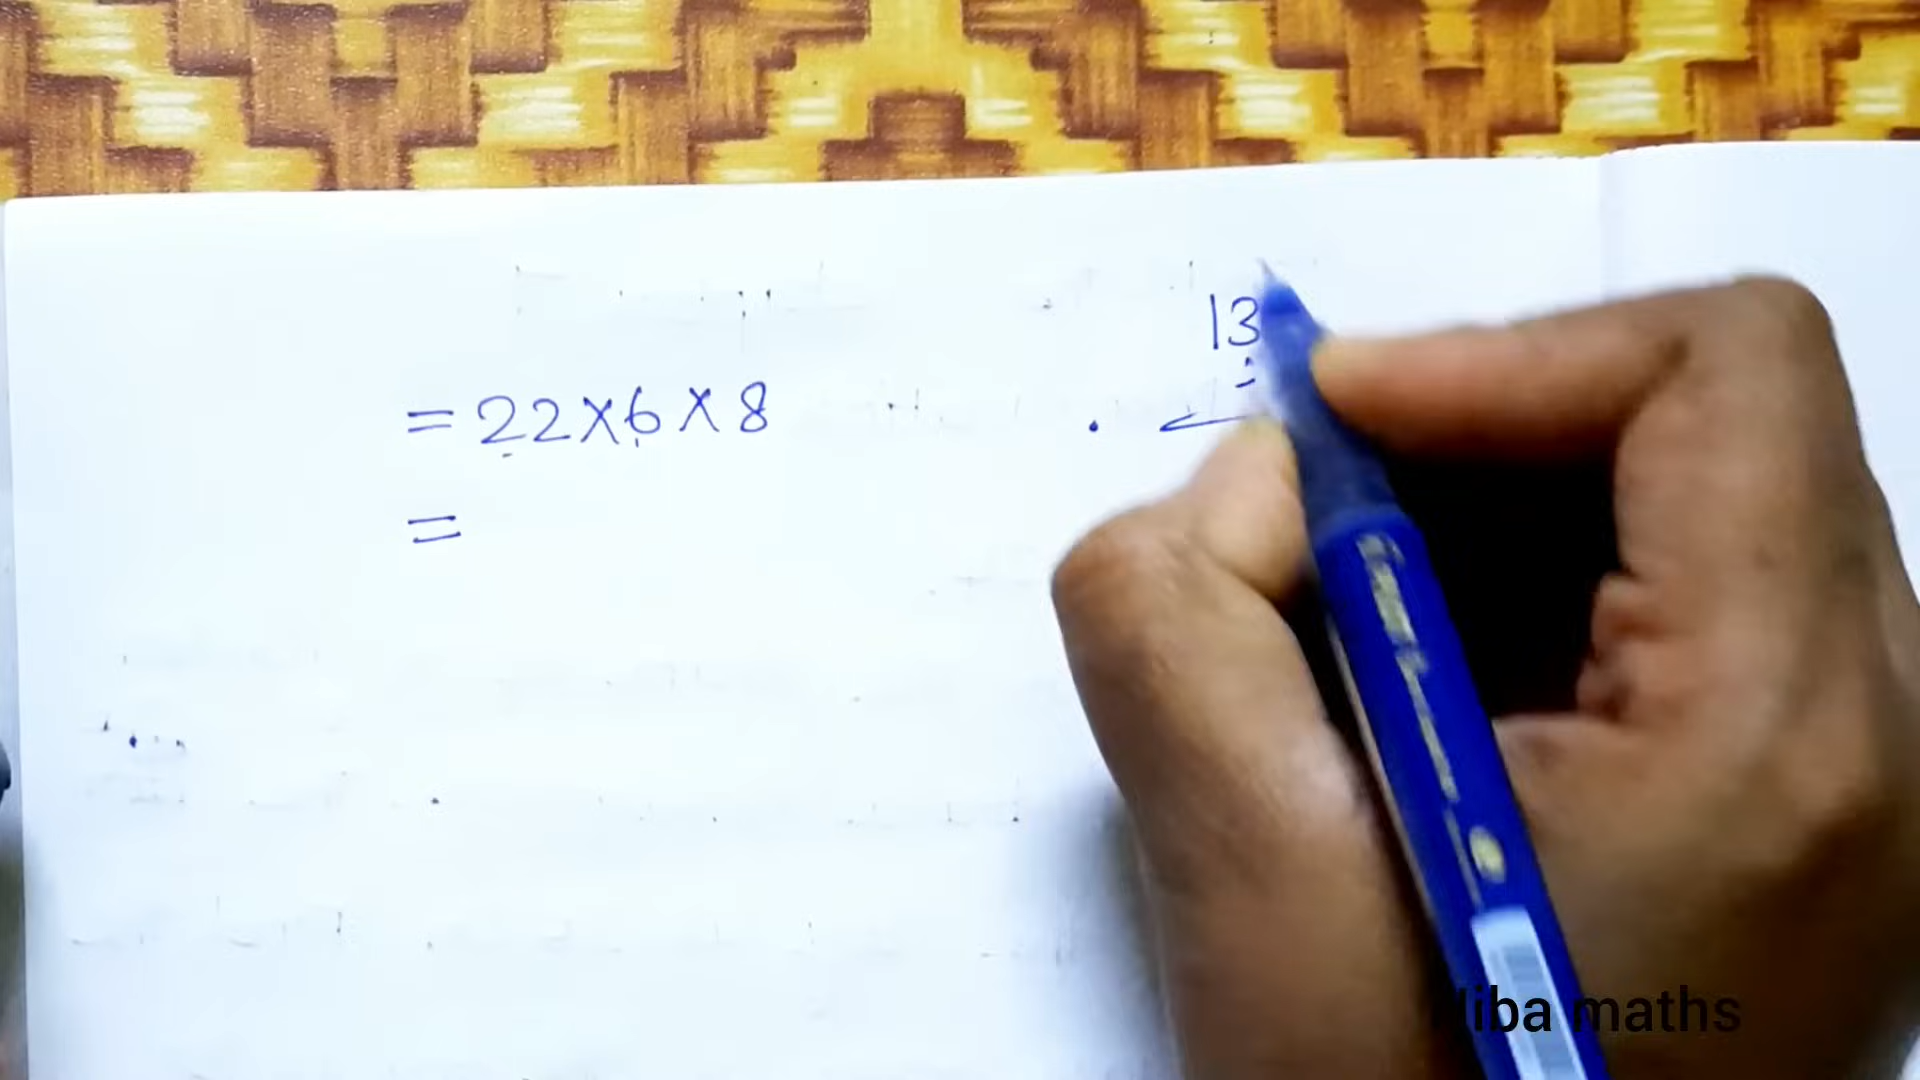 13
= 22 × 6 × 8
=
iba maths